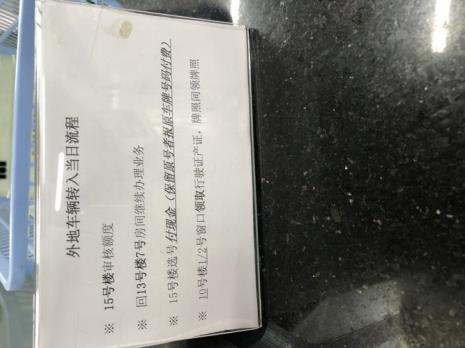 外地车辆转入当日流程
※ 15号楼审核额度
※ 回13号楼7号房间继续办理业务
※ 15号楼选号付现金（保留原号者报原车牌号码付费）
※ 10号楼1/2号窗口领取行驶证产证，牌照间领牌照